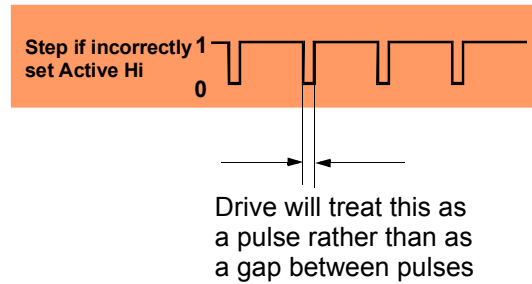 Step if incorrectly 1
set Active Hi
0
Drive will treat this as
a pulse rather than as
a gap between pulses